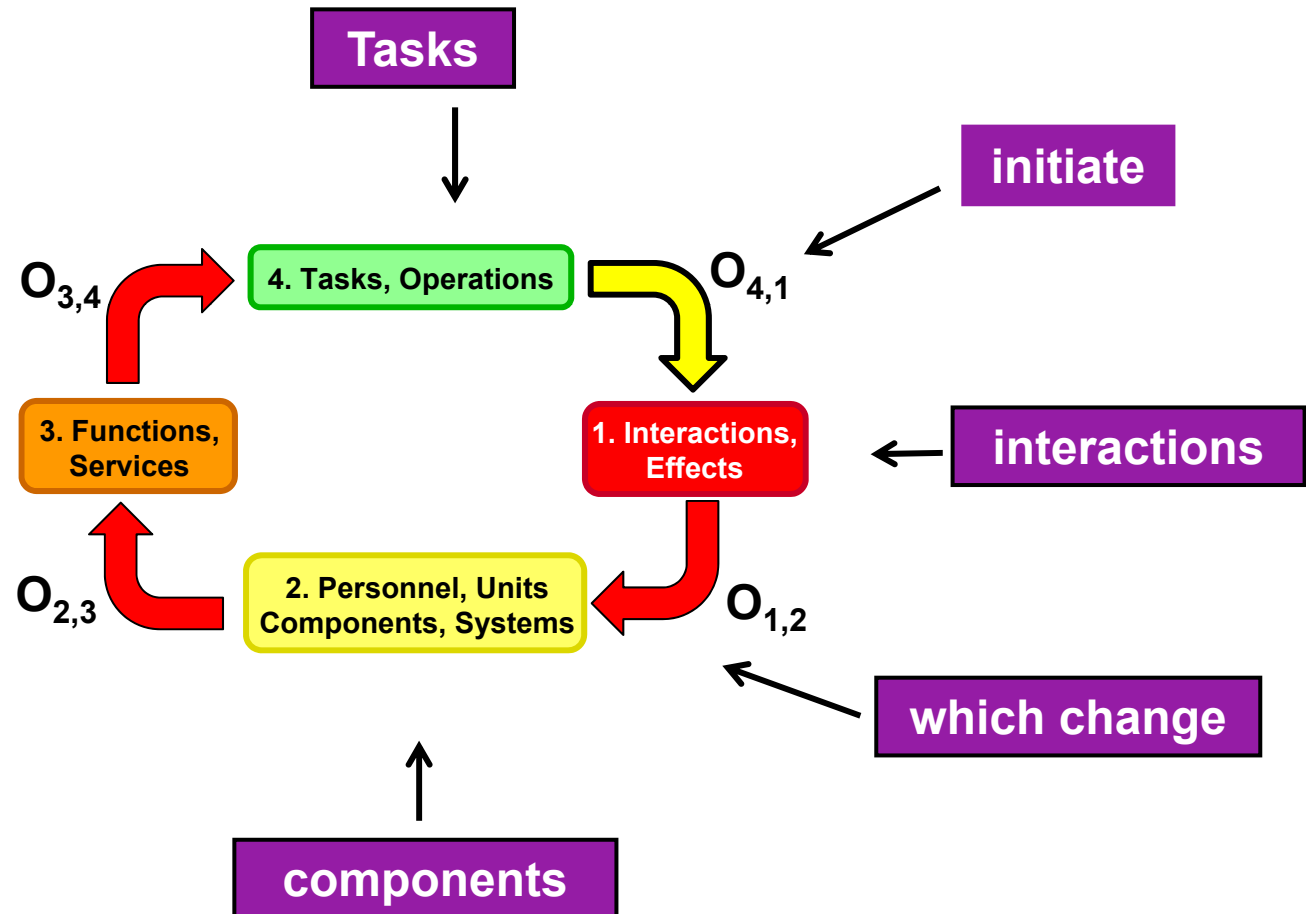 Tasks
initiate
O3,4
4. Tasks, Operations
O4,1
3. Functions,
Services
1. Interactions,
Effects
interactions
O2,3
2. Personnel, Units
Components, Systems
O1,2
which change
components